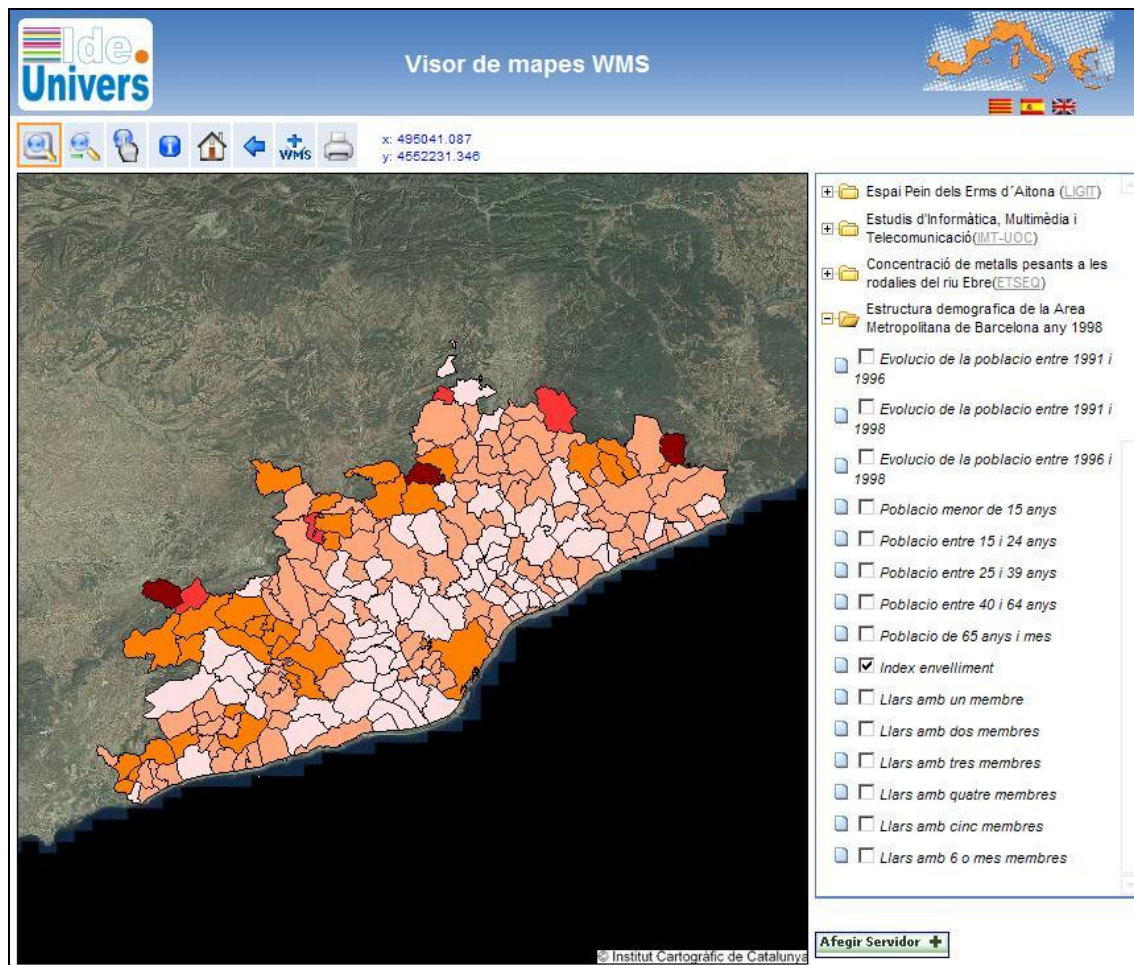 Ide.
Univers
Visor de mapes WMS
WMS
x: 495041.087
y: 4552231.346
Espai Pein dels Erms d´Aitona (LIGIT)
Estudis d'Informàtica, Multimèdia i
Telecomunicació(IMT-UOC)
Concentració de metalls pesants a les
rodalies del riu Ebre(ETSEQ)
Estructura demografica de la Area
Metropolitana de Barcelona any 1998
Evolucio de la poblacio entre 1991 i
1996
Evolucio de la poblacio entre 1991 i
1998
Evolucio de la poblacio entre 1996 i
1998
Poblacio menor de 15 anys
Poblacio entre 15 i 24 anys
Poblacio entre 25 i 39 anys
Poblacio entre 40 i 64 anys
Poblacio de 65 anys i mes
Index envelliment
Llars amb un membre
Llars amb dos membres
Llars amb tres membres
Llars amb quatre membres
Llars amb cinc membres
Llars amb 6 o mes membres
© Institut Cartogràfic de Catalunya
Afegir Servidor +